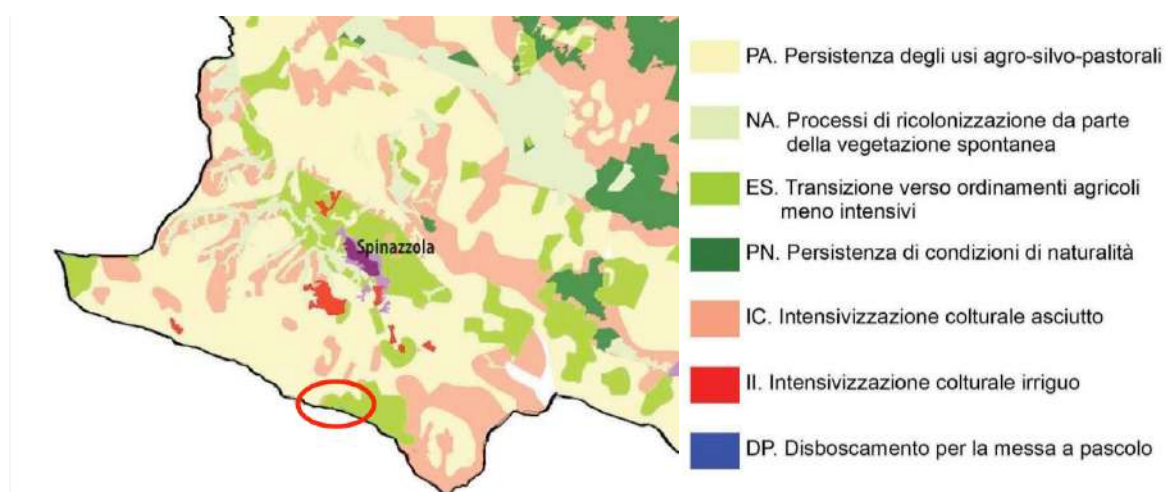 Spinazzola
PA. Persistenza degli usi agro-silvo-pastorali
NA. Processi di ricolonizzazione da parte
della vegetazione spontanea
ES. Transizione verso ordinamenti agricoli
meno intensivi
PN. Persistenza di condizioni di naturalità
IC. Intensivizzazione colturale asciutto
II. Intensivizzazione colturale irriguo
DP. Disboscamento per la messa a pascolo